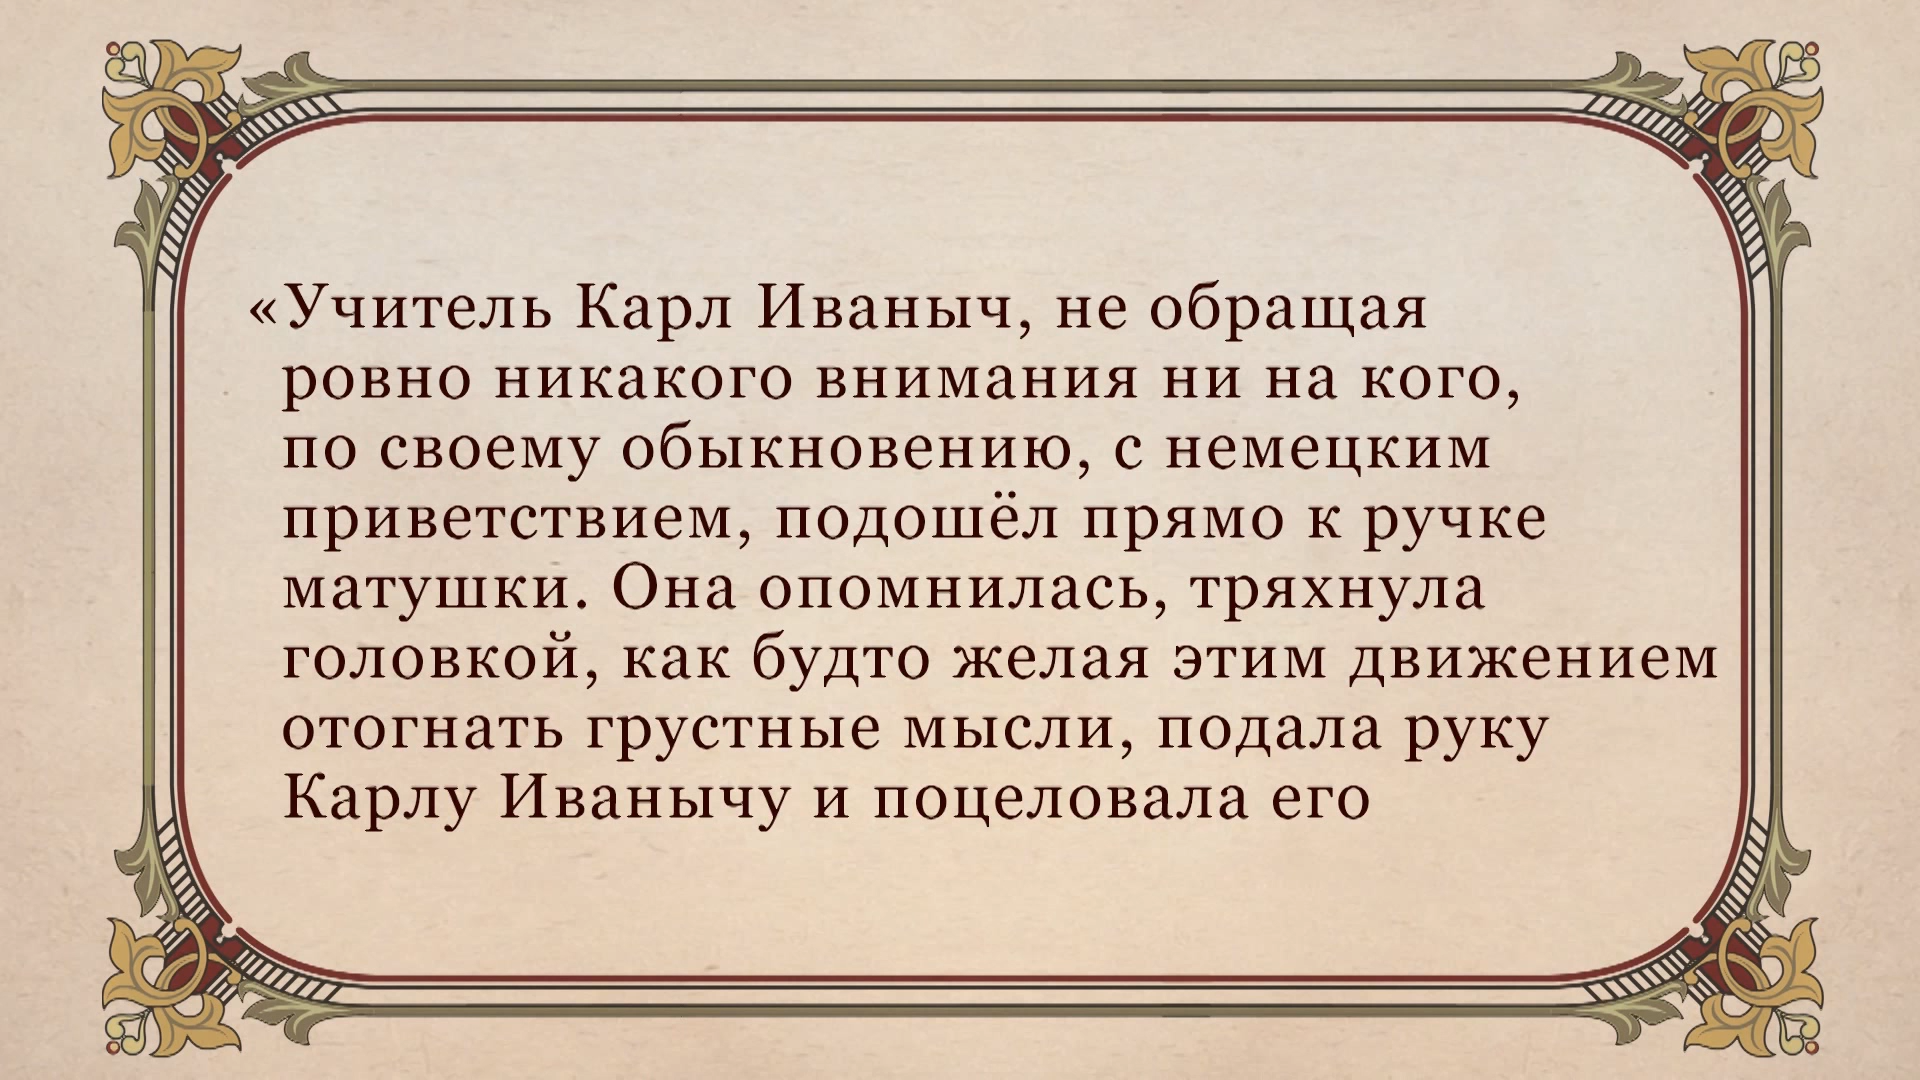 «Учитель Карл Иваныч, не обращая
ровно никакого внимания ни на кого,
по своему обыкновению, с немецким
приветствием, подошёл прямо к ручке
матушки. Она опомнилась, тряхнула
головкой, как будто желая этим движением
отогнать грустные мысли, подала руку
Карлу Иванычу и поцеловала его